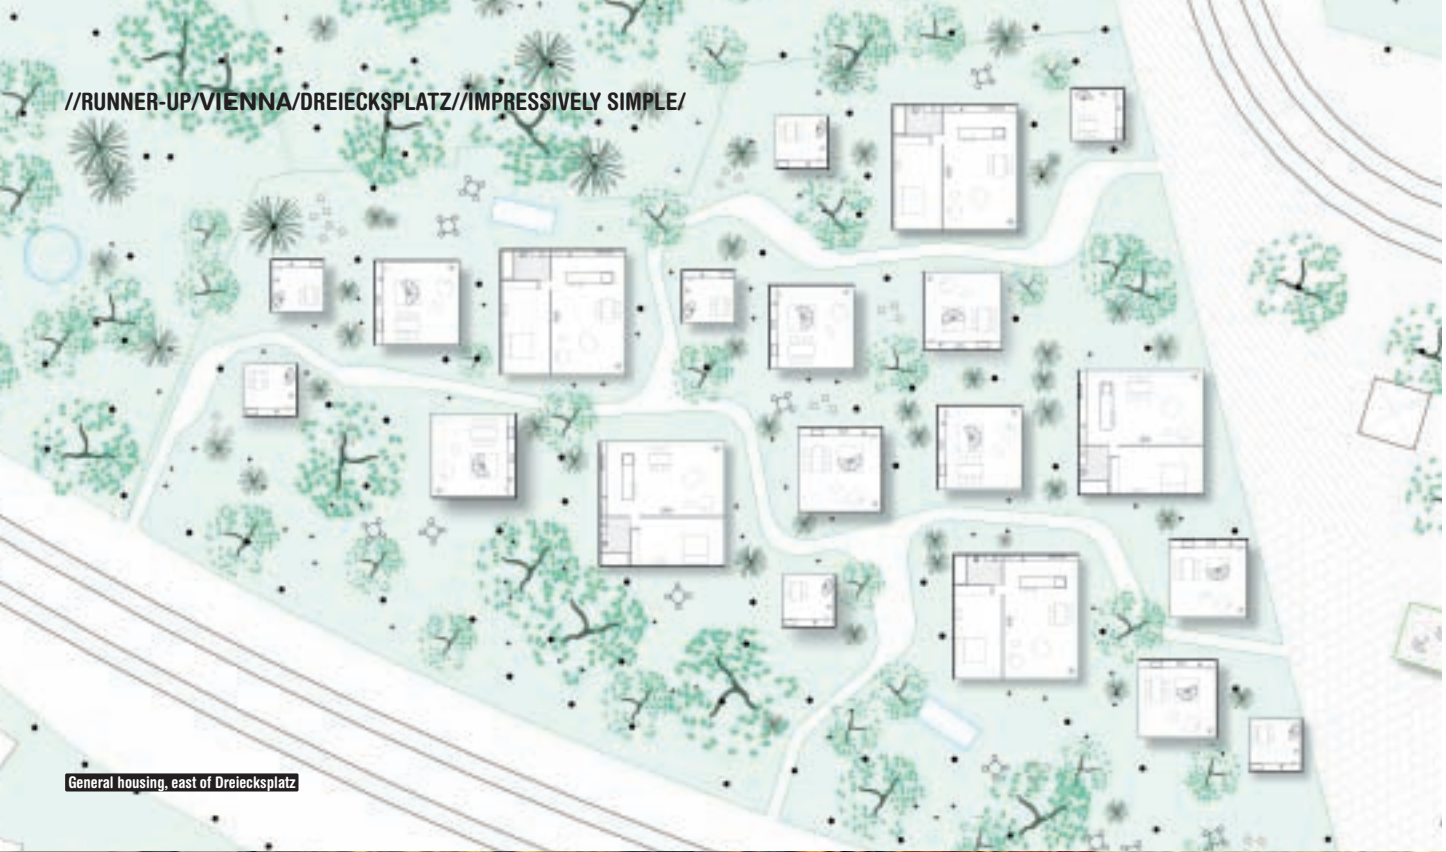 //RUNNER-UP/VIENNA/DREIECKSPLATZ//IMPRESSIVELY SIMPLE/
General housing, east of Dreiecksplatz